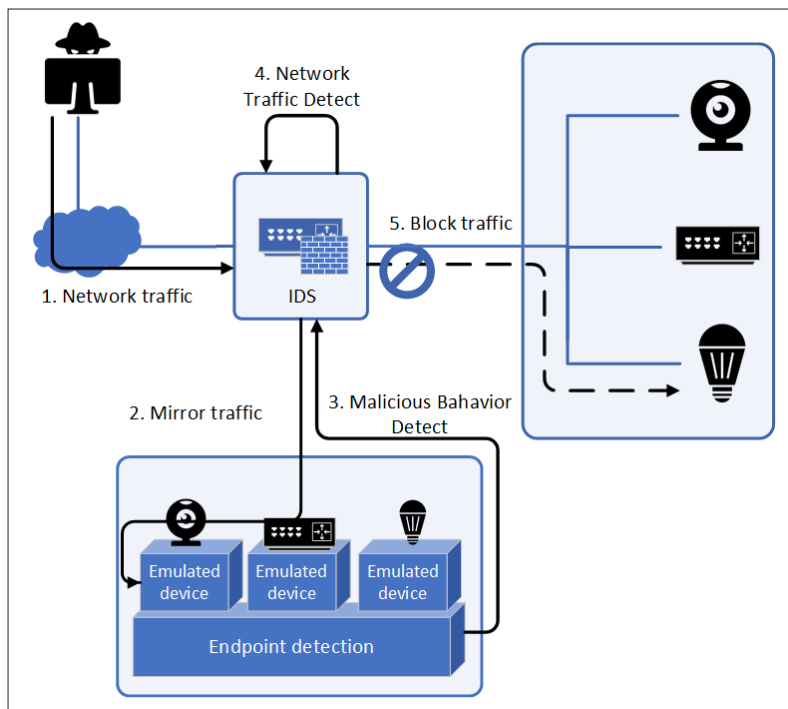 4. Network
Traffic Detect
5. Block traffic
1. Network traffic
IDS
2. Mirror traffic
3. Malicious Bahavior
Detect
Emulated
device
Emulated
device
Emulated
device
Endpoint detection